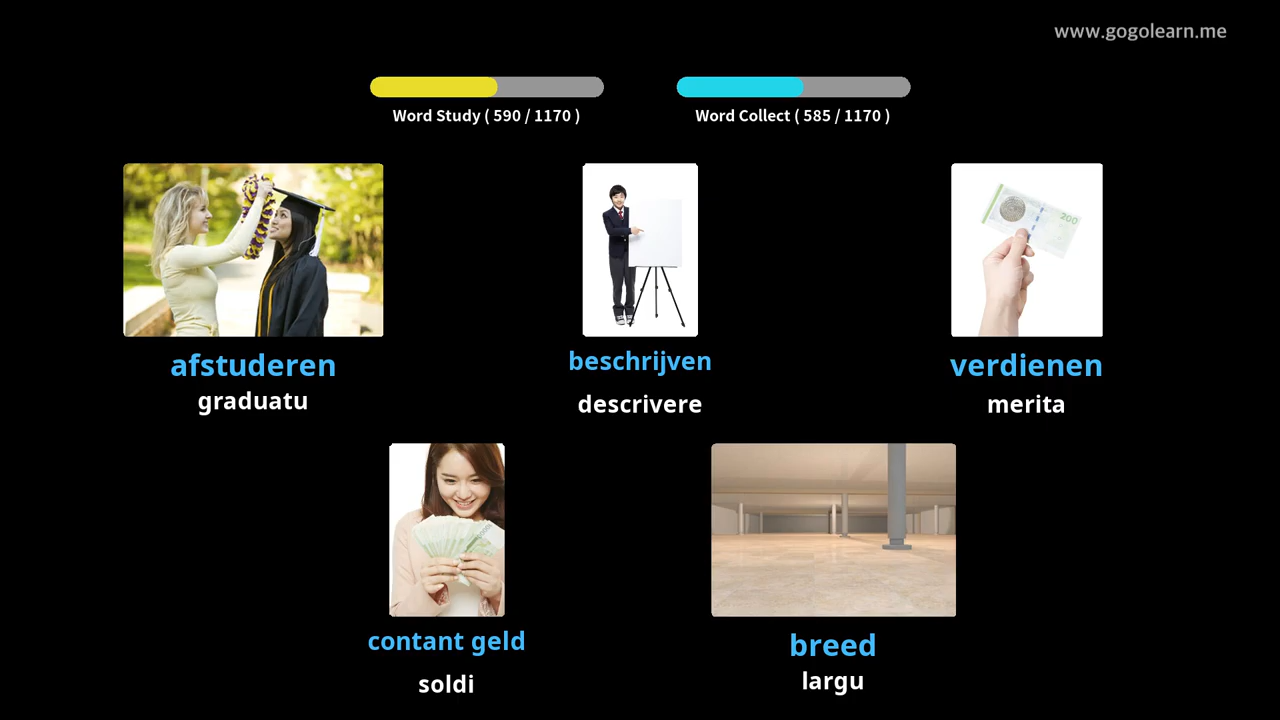 www.gogolearn.me
Word Study ( 590 / 1170 )
Word Collect ( 585 / 1170 )
afstuderen
graduatu
beschrijven
descrivere
200
verdienen
merita
contant geld
soldi
breed
largu